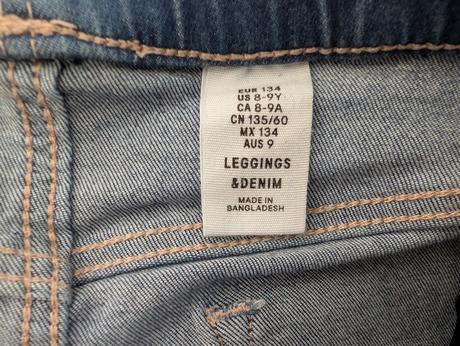 EUR 134
US 8-9Y
CA 8-9A
CN 135/60
MX 134
AUS 9
LEGGINGS
&DENIM
MADE IN
BANGLADESH